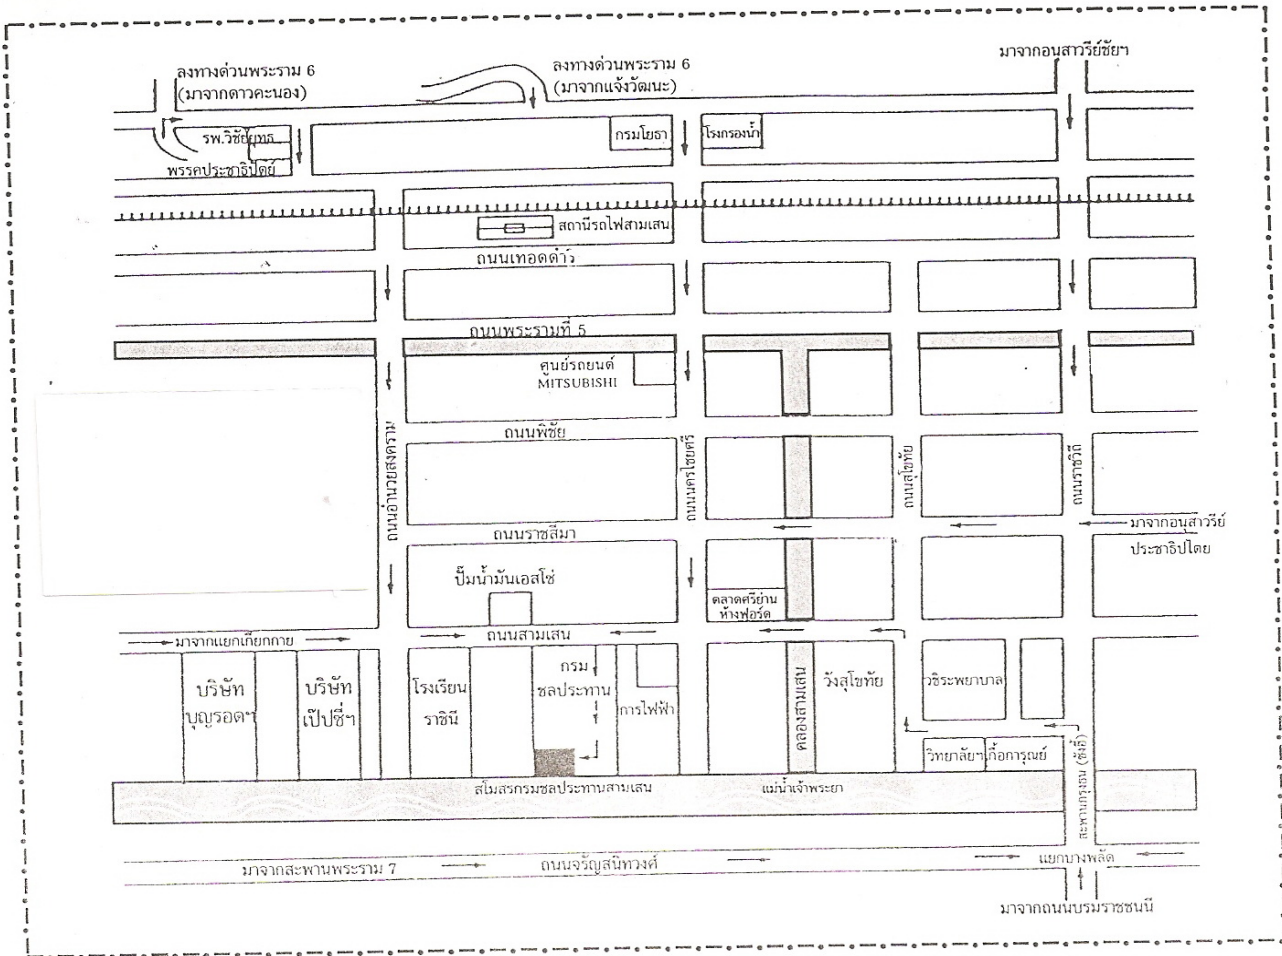 มาจากอนุสาวรีย์ชัยฯ
ลงทางด่วนพระราม 6
(มาจากดาวคะนอง)
ลงทางด่วนพระราม 6
(มาจากแจ้งวัฒนะ)
รพ.วิชัยยุทธ
พรรคประชาธิปัตย์
กรมโยธา
โรงกรองน้ำ
สถานีรถไฟสามเสน
ถนนเทอดดำริ
ถนนพระรามที่ 5
ศูนย์รถยนต์
MITSUBISHI
ถนนพิชัย
ถนนอำนวยสงคราม
ถนนนครไชยศรี
ถนนสุโขทัย
ถนนราชวิถี
ถนนราชสีมา
มาจากอนุสาวรีย์
ประชาธิปไตย
ปั๊มน้ำมันเอสโซ่
ตลาดศรีย่าน
ห้างฟอร์ด
มาจากแยกเกียกกาย
ถนนสามเสน
บริษัท
บุญรอดฯ
บริษัท
เป๊ปซี่ฯ
โรงเรียน
ราชินี
กรม
ชลประทาน
การไฟฟ้า
คลองสามเสน
วังสุโขทัย
วชิระพยาบาล
วิทยาลัยฯ
เกื้อการุณย์
สะพานกรุงธน (ซังฮี้)
สโมสรกรมชลประทานสามเสน
แม่น้ำเจ้าพระยา
มาจากสะพานพระราม 7
ถนนจรัญสนิทวงศ์
แยกบางพลัด
มาจากถนนบรมราชชนนี